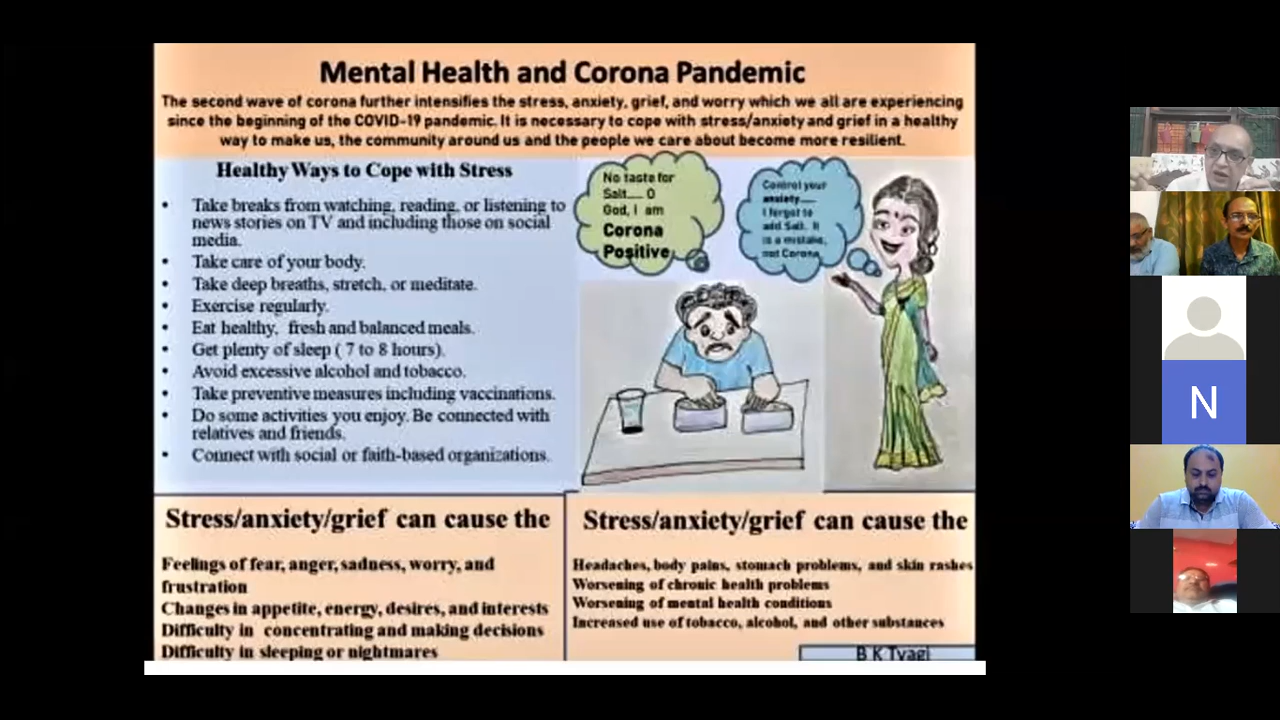 Mental Health and Corona Pandemic
The second wave of corona further intensifies the stress, anxiety, grief, and worry which we all are experiencing
since the beginning of the COVID-19 pandemic. It is necessary to cope with stress/anxiety and grief in a healthy
way to make us, the community around us and the people we care about become more resilient.
Healthy Ways to Cope with Stress
• Take breaks from watching, reading, or listening to
news stories on TV and including those on social
media.
• Take care of your body.
• Take deep breaths, stretch, or meditate.
• Exercise regularly.
• Eat healthy, fresh and balanced meals.
• Get plenty of sleep ( 7 to 8 hours).
• Avoid excessive alcohol and tobacco.
• Take preventive measures including vaccinations.
• Do some activities you enjoy. Be connected with
relatives and friends.
• Connect with social or faith-based organizations.
No taste for
Salt.... O
God, I am
Corona
Positive
Control your
anxiety.....
I forgot to
add Salt. It
is a mistake,
not Corona
Stress/anxiety/grief can cause the
Feelings of fear, anger, sadness, worry, and
frustration
Changes in appetite, energy, desires, and interests
Difficulty in concentrating and making decisions
Difficulty in sleeping or nightmares
Stress/anxiety/grief can cause the
Headaches, body pains, stomach problems, and skin rashes
Worsening of chronic health problems
Worsening of mental health conditions
Increased use of tobacco, alcohol, and other substances
B K Tyagi
N